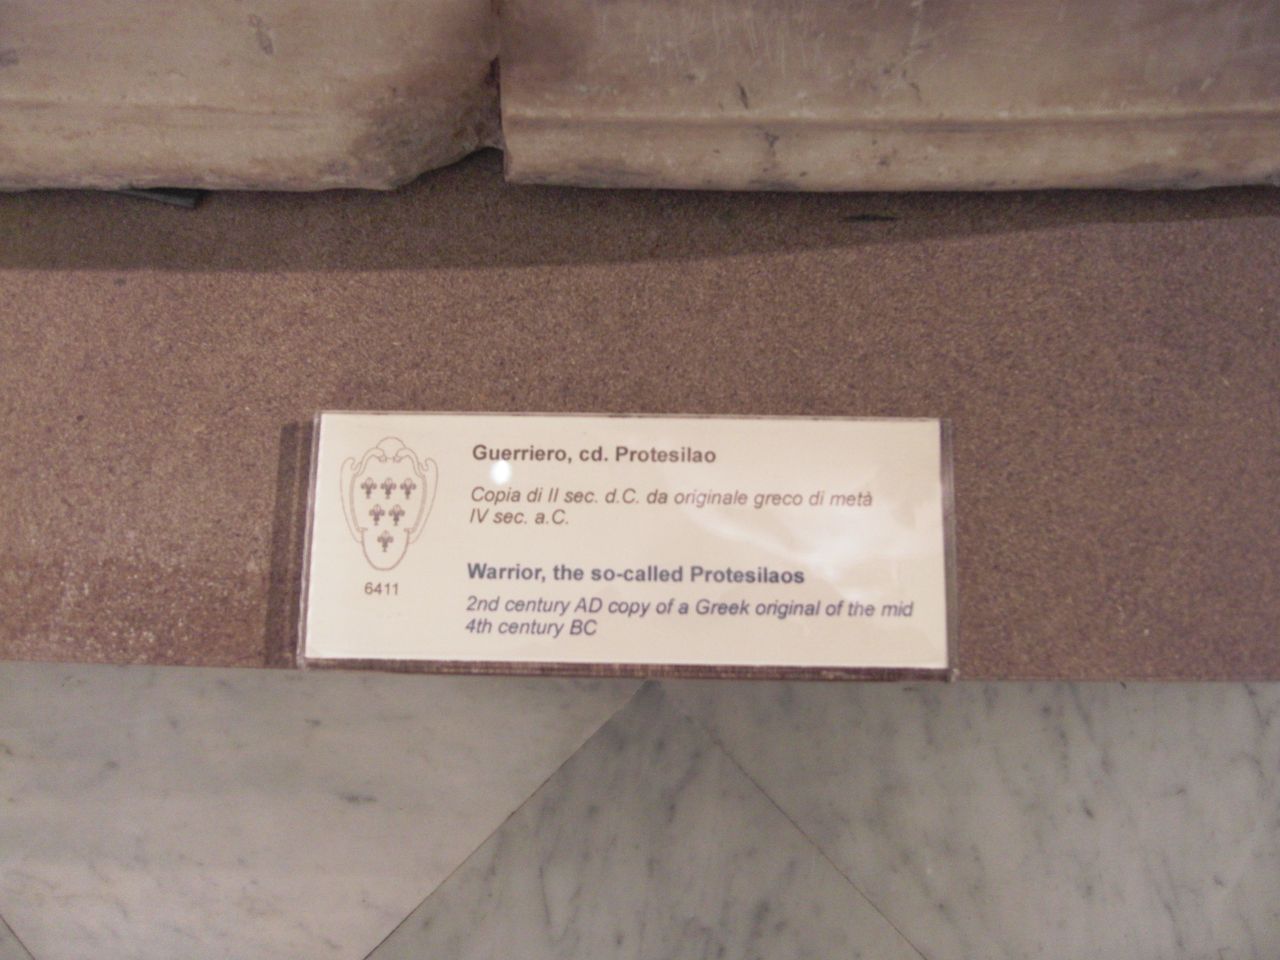 Guerriero, cd. Protesilao
Copia di II sec. d.C. da originale greco di metà
IV sec. a.C.
Warrior, the so-called Protesilaos
2nd century AD copy of a Greek original of the mid
4th century BC
6411